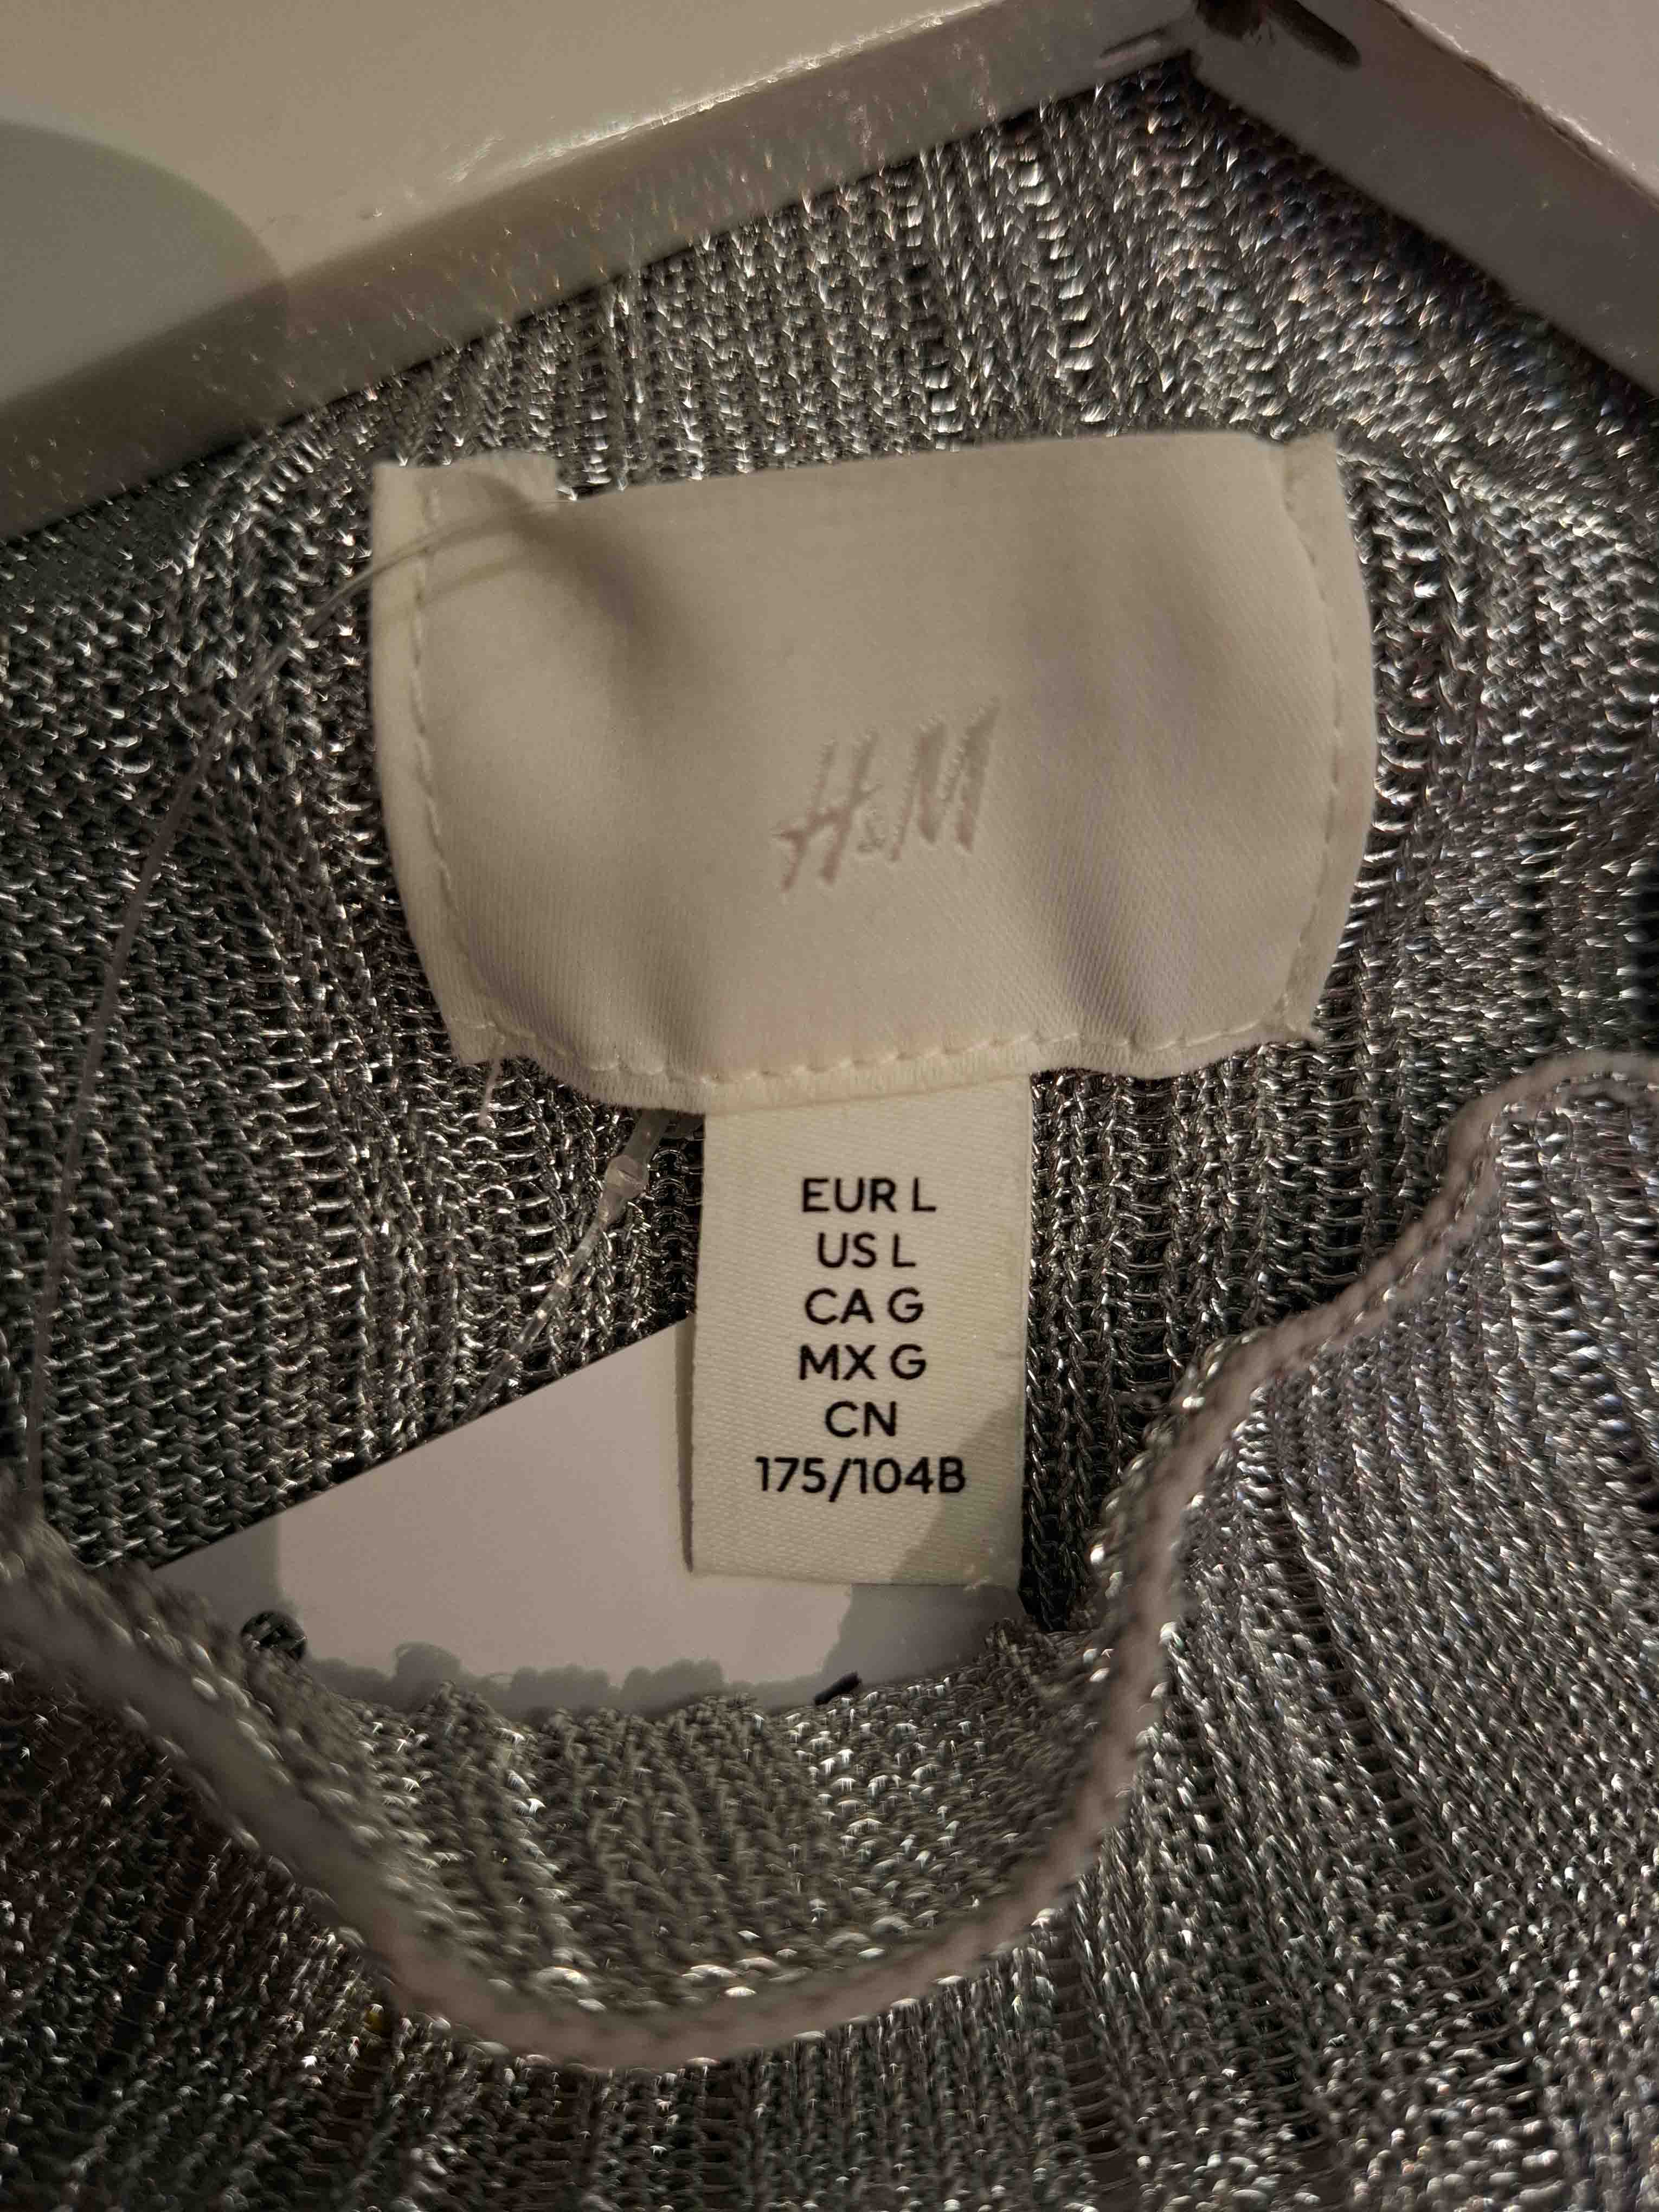 H&M
EUR L
US L
CA G
MX G
CN
175/104B